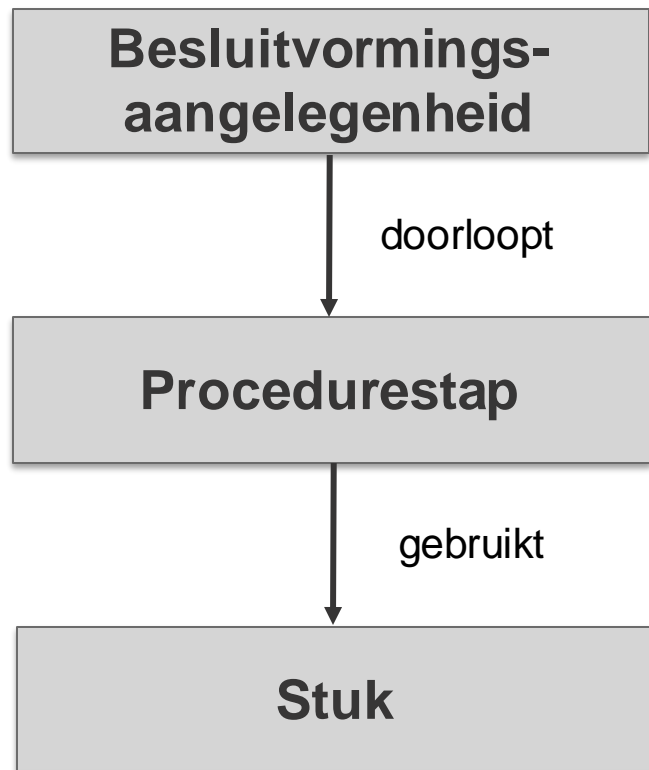 Besluitvormings-
aangelegenheid
doorloopt
Procedurestap
gebruikt
Stuk